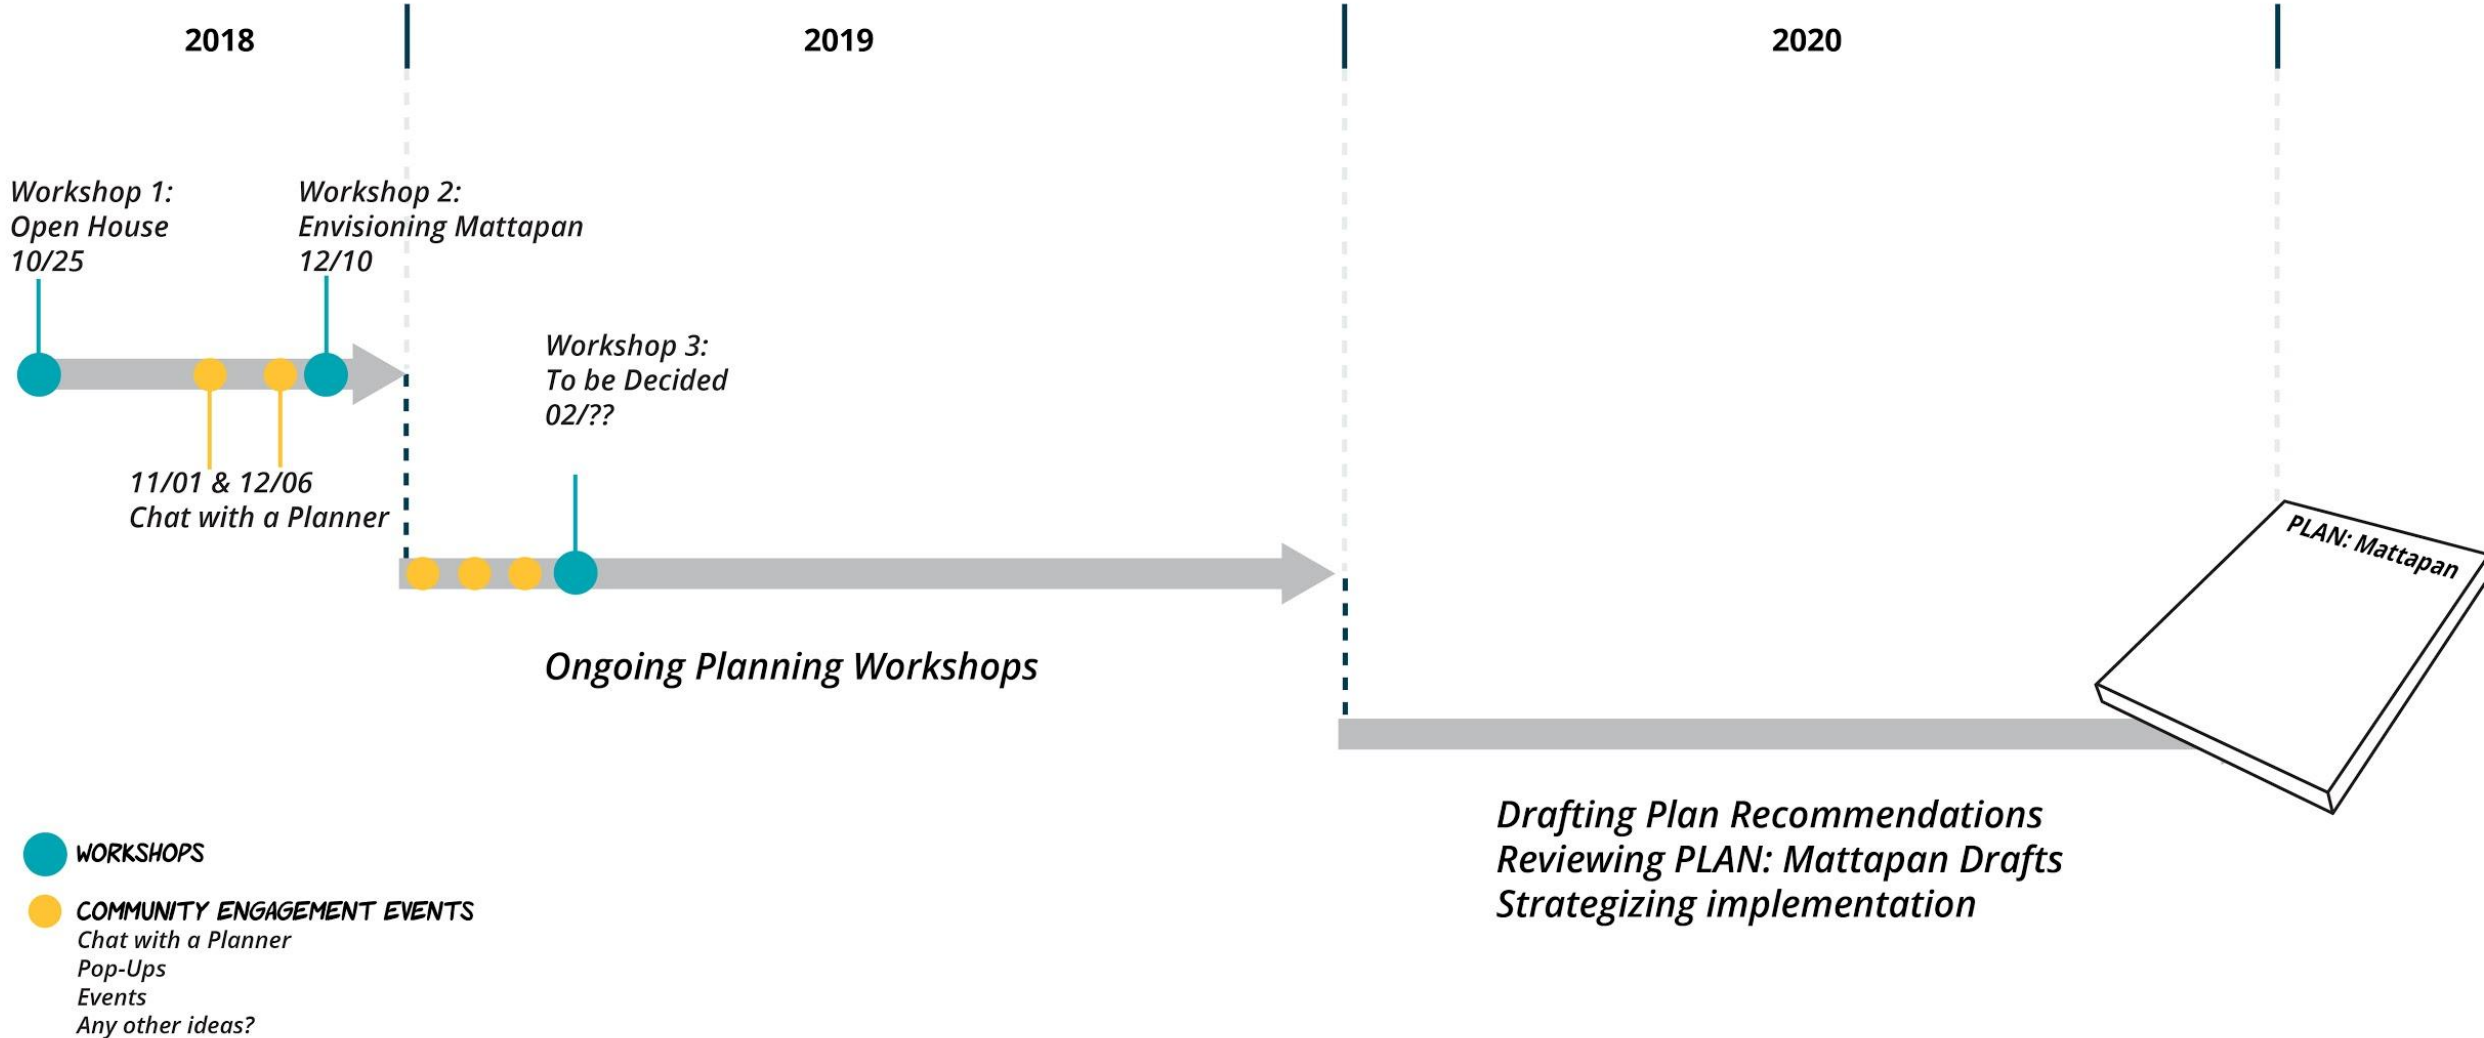 2018
2019
2020
Workshop 1:
Open House
10/25
Workshop 2:
Envisioning Mattapan
12/10
11/01 & 12/06
Chat with a Planner
Workshop 3:
To be Decided
02/??
Ongoing Planning Workshops
PLAN: Mattapan
Drafting Plan Recommendations
Reviewing PLAN: Mattapan Drafts
Strategizing implementation
WORKSHOPS
COMMUNITY ENGAGEMENT EVENTS
Chat with a Planner
Pop-Ups
Events
Any other ideas?